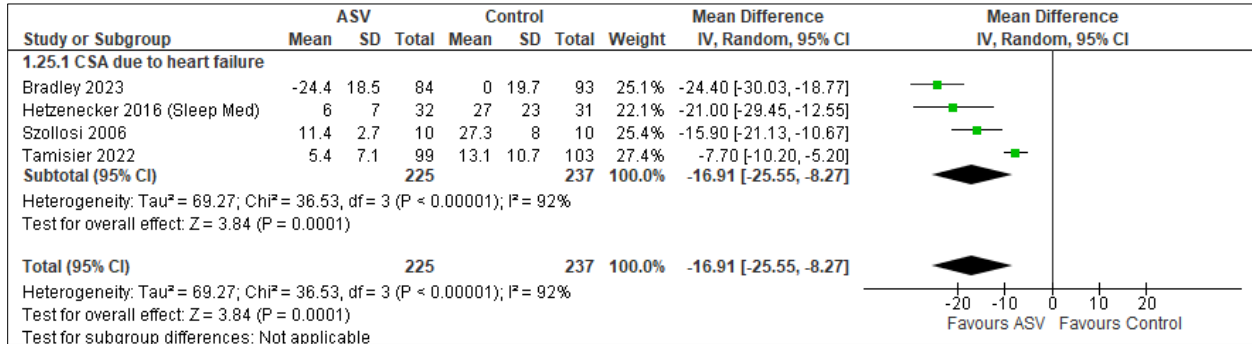 ASV Control Mean Difference Mean Difference
Study or Subgroup Mean SD Total Mean SD Total Weight IV, Random, 95% CI IV, Random, 95% CI
1.25.1 CSA due to heart failure
Bradley 2023 -24.4 18.5 84 0 19.7 93 25.1% -24.40 [-30.03, -18.77]
Hetzenecker 2016 (Sleep Med) 6 7 32 27 23 31 22.1% -21.00 [-29.45, -12.55]
Szollosi 2006 11.4 2.7 10 27.3 8 10 25.4% -15.90 [-21.13, -10.67]
Tamisier 2022 5.4 7.1 99 13.1 10.7 103 27.4% -7.70 [-10.20, -5.20]
Subtotal (95% CI) 225 237 100.0% -16.91 [-25.55, -8.27]
Heterogeneity: Tau² = 69.27; Chi² = 36.53, df = 3 (P < 0.00001); I² = 92%
Test for overall effect: Z = 3.84 (P = 0.0001)
Total (95% CI) 225 237 100.0% -16.91 [-25.55, -8.27]
Heterogeneity: Tau² = 69.27; Chi² = 36.53, df = 3 (P < 0.00001); I² = 92%
Test for overall effect: Z = 3.84 (P = 0.0001)
Test for subgroup differences: Not applicable
-20 -10 0 10 20
Favours ASV Favours Control